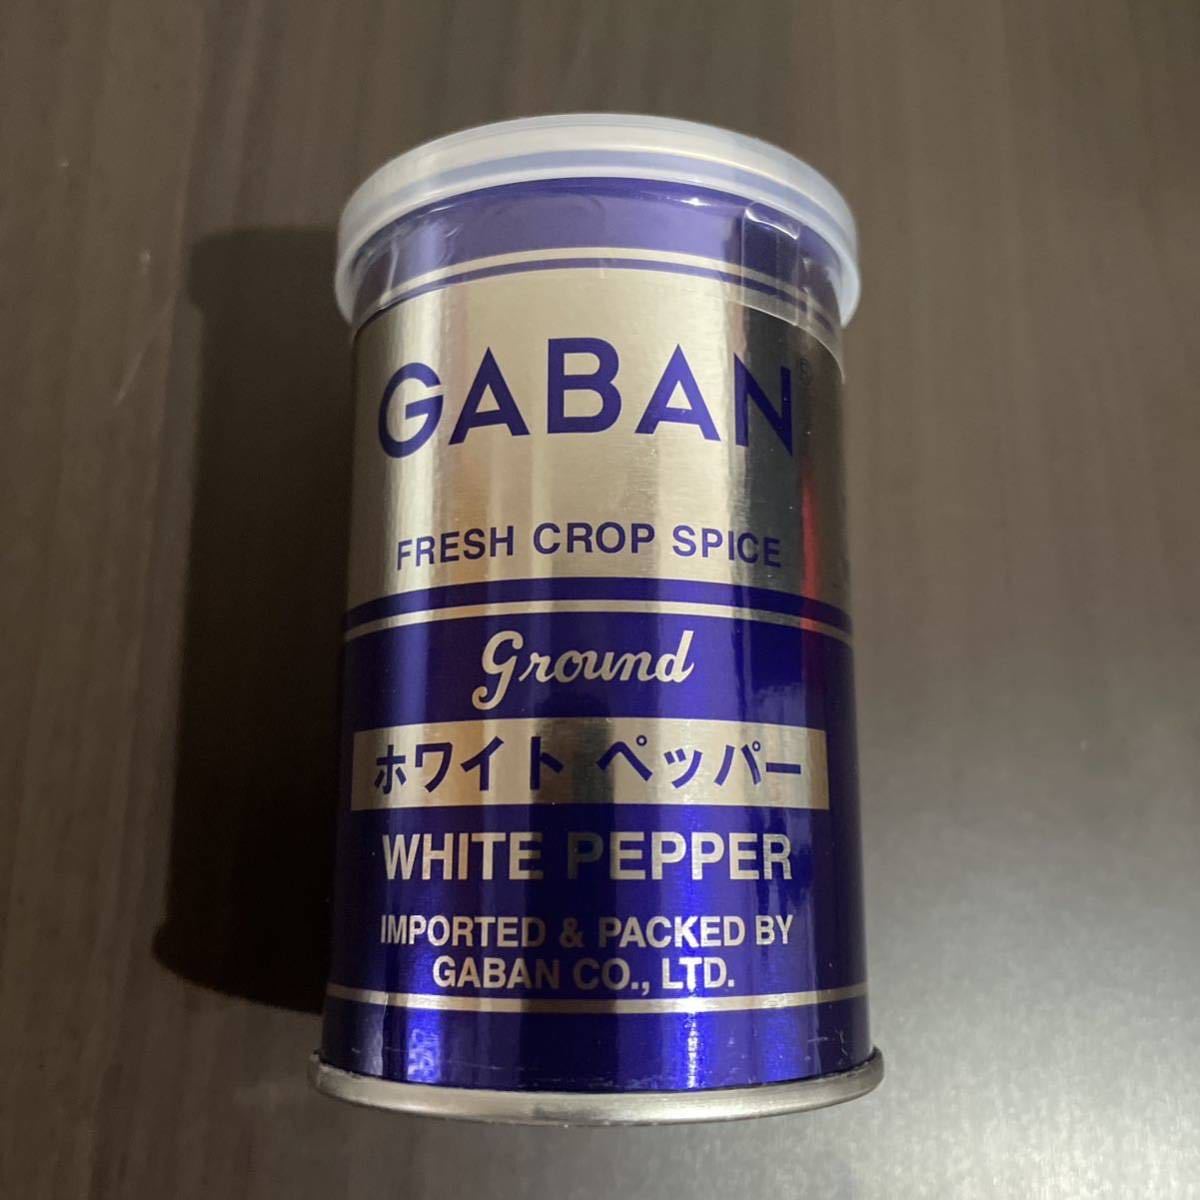 GABAN®
FRESH CROP SPICE
ground
ホワイト ペッパー
WHITE PEPPER
IMPORTED & PACKED BY
GABAN CO., LTD.